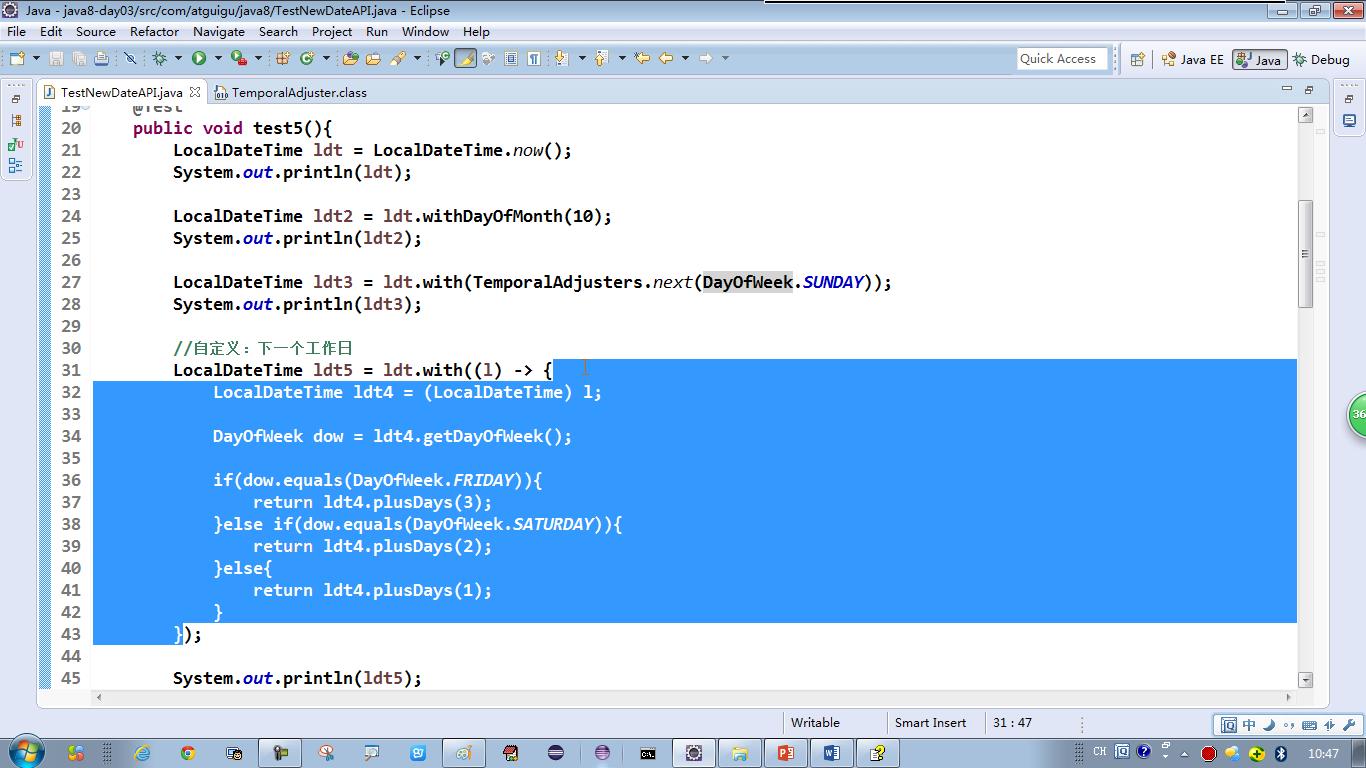 Java - java8-day03/src/com/atguigu/java8/TestNewDateAPI.java - Eclipse
File Edit Source Refactor Navigate Search Project Run Window Help
Quick Access Java EE Java Debug
TestNewDateAPI.java TemporalAdjuster.class
19 @Test
20 public void test5(){
21 LocalDateTime ldt = LocalDateTime.now();
22 System.out.println(ldt);
23
24 LocalDateTime ldt2 = ldt.withDayOfMonth(10);
25 System.out.println(ldt2);
26
27 LocalDateTime ldt3 = ldt.with(TemporalAdjusters.next(DayOfWeek.SUNDAY));
28 System.out.println(ldt3);
29
30 //自定义：下一个工作日
31 LocalDateTime ldt5 = ldt.with((l) -> {
32 LocalDateTime ldt4 = (LocalDateTime) l;
33
34 DayOfWeek dow = ldt4.getDayOfWeek();
35
36 if(dow.equals(DayOfWeek.FRIDAY)){
37 return ldt4.plusDays(3);
38 }else if(dow.equals(DayOfWeek.SATURDAY)){
39 return ldt4.plusDays(2);
40 }else{
41 return ldt4.plusDays(1);
42 }
43 });
44
45 System.out.println(ldt5);
36
Writable Smart Insert 31 : 47
中
CH 10:47